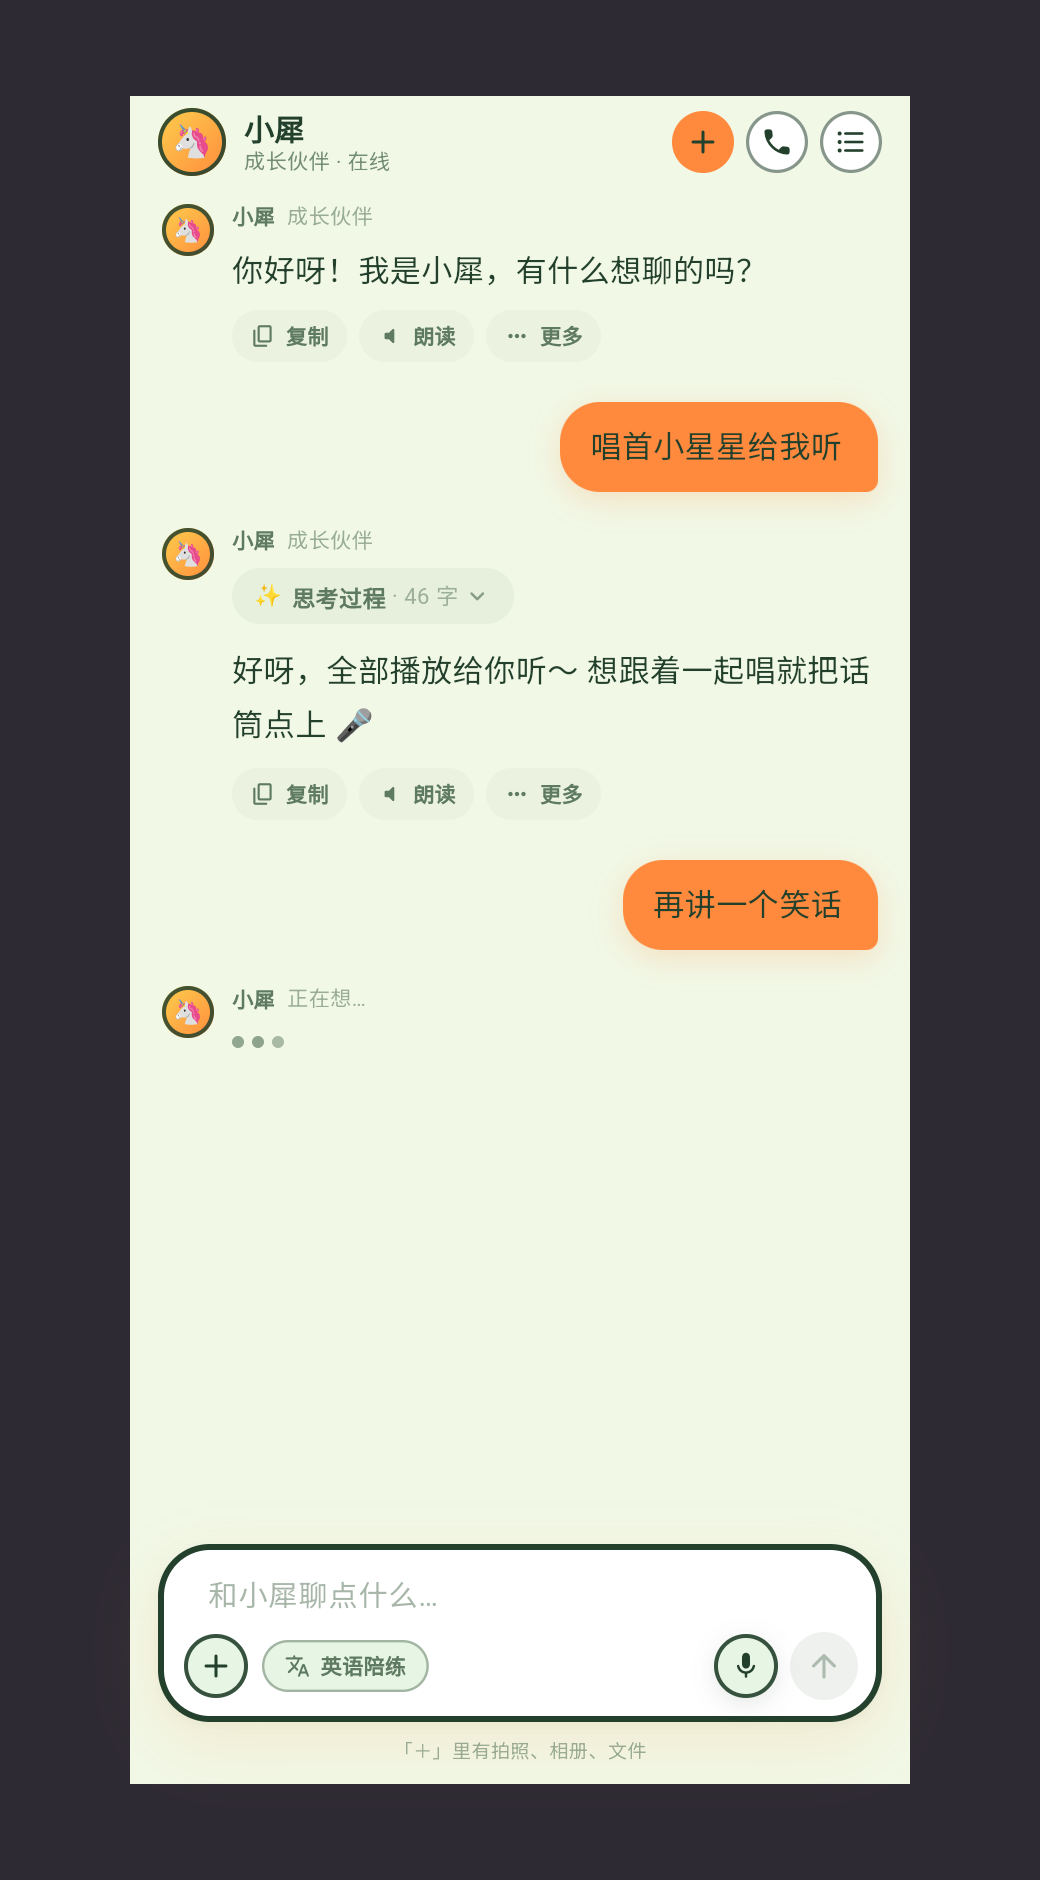 小犀
成长伙伴 · 在线
小犀 成长伙伴
你好呀！我是小犀，有什么想聊的吗？
复制 朗读 更多
唱首小星星给我听
小犀 成长伙伴
思考过程 · 46 字
好呀，全部播放给你听～ 想跟着一起唱就把话
筒点上 🎤
复制 朗读 更多
再讲一个笑话
小犀 正在想...
和小犀聊点什么...
英语陪练
「＋」里有拍照、相册、文件